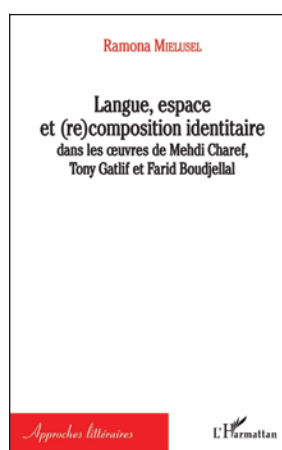 Ramona MIELUSEL
Langue, espace
et (re)composition identitaire
dans les œuvres de Mehdi Charef,
Tony Gatlif et Farid Boudjellal
Approches littéraires
L'Harmattan